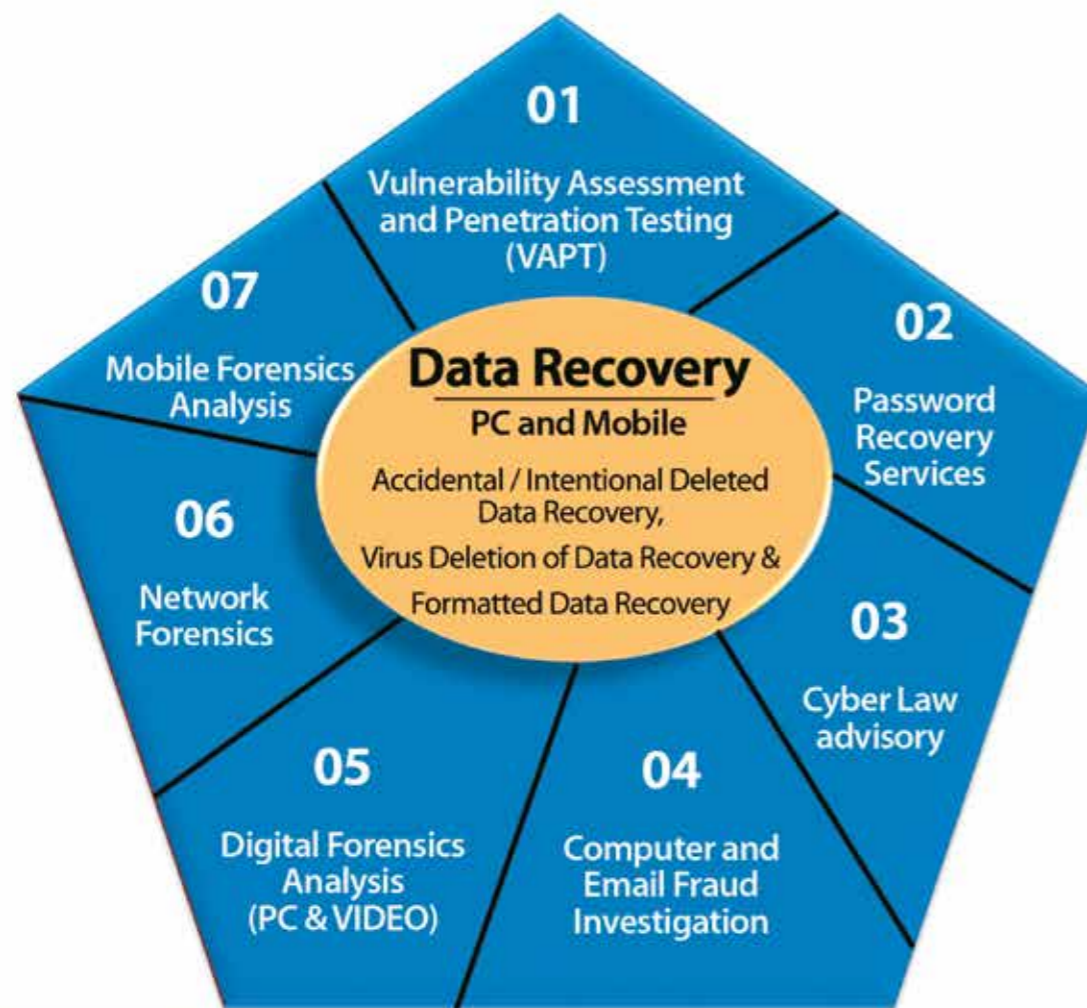 01
Vulnerability Assessment
and Penetration Testing
(VAPT)
02
Password
Recovery
Services
03
Cyber Law
advisory
04
Computer and
Email Fraud
Investigation
05
Digital Forensics
Analysis
(PC & VIDEO)
06
Network
Forensics
07
Mobile Forensics
Analysis
Data Recovery
PC and Mobile
Accidental / Intentional Deleted
Data Recovery,
Virus Deletion of Data Recovery &
Formatted Data Recovery